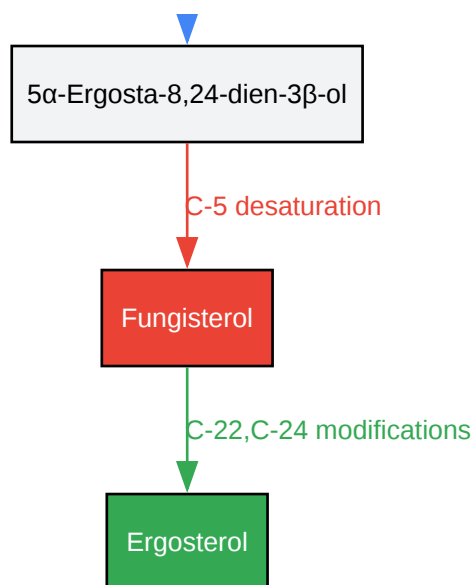 5α-Ergosta-8,24-dien-3β-ol
C-5 desaturation
Fungisterol
C-22,C-24 modifications
Ergosterol